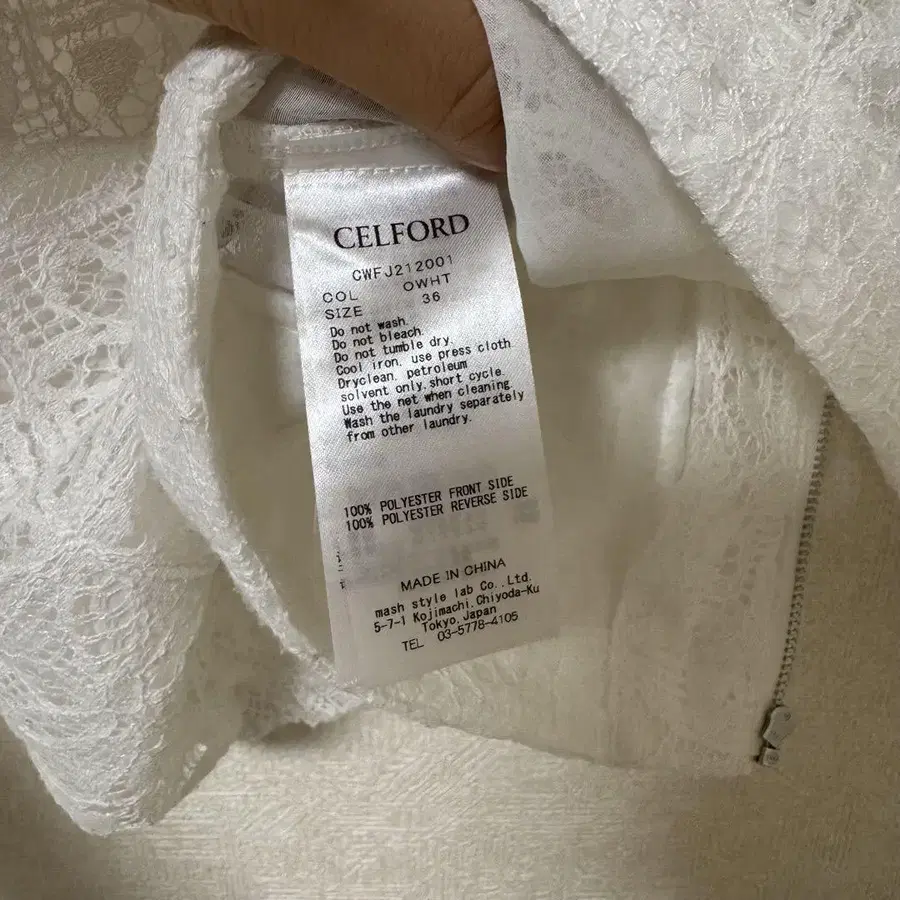 CELFORD
CWFJ212001
COL OWHT
SIZE 36
Do not wash.
Do not bleach.
Do not tumble dry.
Cool iron. use press cloth.
Dryclean. petroleum
solvent only. short cycle.
Use the net when cleaning.
Wash the laundry separately
from other laundry.
100% POLYESTER FRONT SIDE
100% POLYESTER REVERSE SIDE
MADE IN CHINA
mash style lab Co., Ltd.
5-7-1 Kojimachi, Chiyoda-Ku
Tokyo, Japan
TEL 03-5778-4105